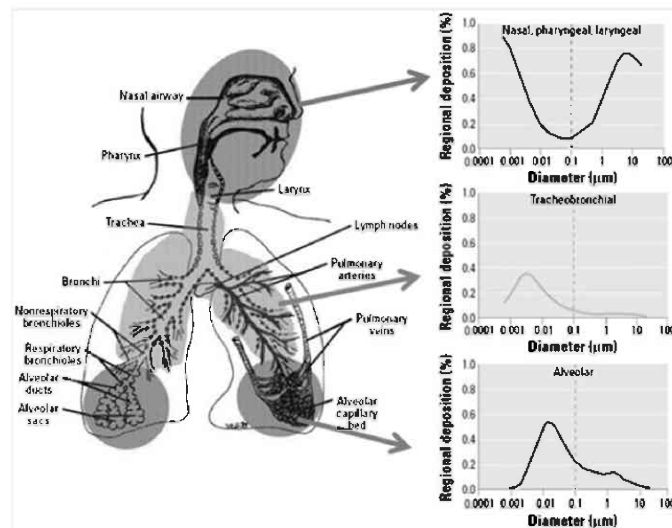 Nasal airway
Pharynx
Larynx
Trachea
Lymph nodes
Bronchi
Pulmonary
arteries
Nonrespiratory
bronchioles
Pulmonary
veins
Respiratory
bronchioles
Alveolar
ducts
Alveolar
sacs
Alveolar
capillary
bed
Regional deposition (%)
Nasal, pharyngeal, laryngeal
1.0
0.8
0.6
0.4
0.2
0.0
0.0001 0.001 0.01 0.1 1 10 100
Diameter (μm)
Regional deposition (%)
Tracheobronchial
1.0
0.8
0.6
0.4
0.2
0.0
0.0001 0.001 0.01 0.1 1 10 100
Diameter (μm)
Regional deposition (%)
Alveolar
1.0
0.8
0.6
0.4
0.2
0.0
0.0001 0.001 0.01 0.1 1 10 100
Diameter (μm)